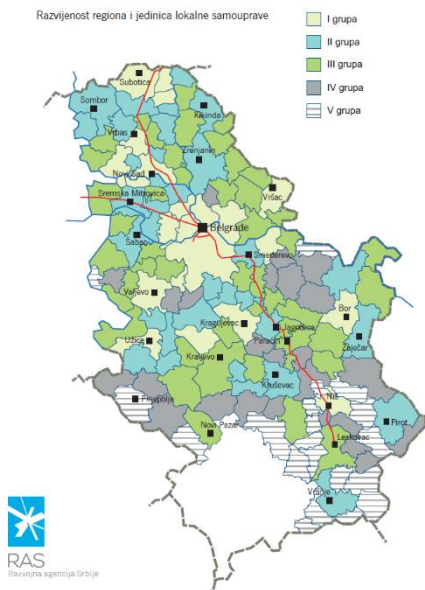 Razvijenost regiona i jedinica lokalne samouprave
I grupa
II grupa
III grupa
IV grupa
V grupa
Subotica
Sombor
Kikinda
Vrbas
Zrenjanin
Novi Sad
Sremska Mitrovica
Vršac
Belgrade
Šabac
Smederevo
Valjevo
Bor
Kragujevac
Jagodina
Užice
Paraćin
Zaječar
Kraljevo
Kruševac
Prijepolje
Niš
Pirot
Novi Pazar
Leskovac
Vranje
RAS
Razvojna agencija Srbije